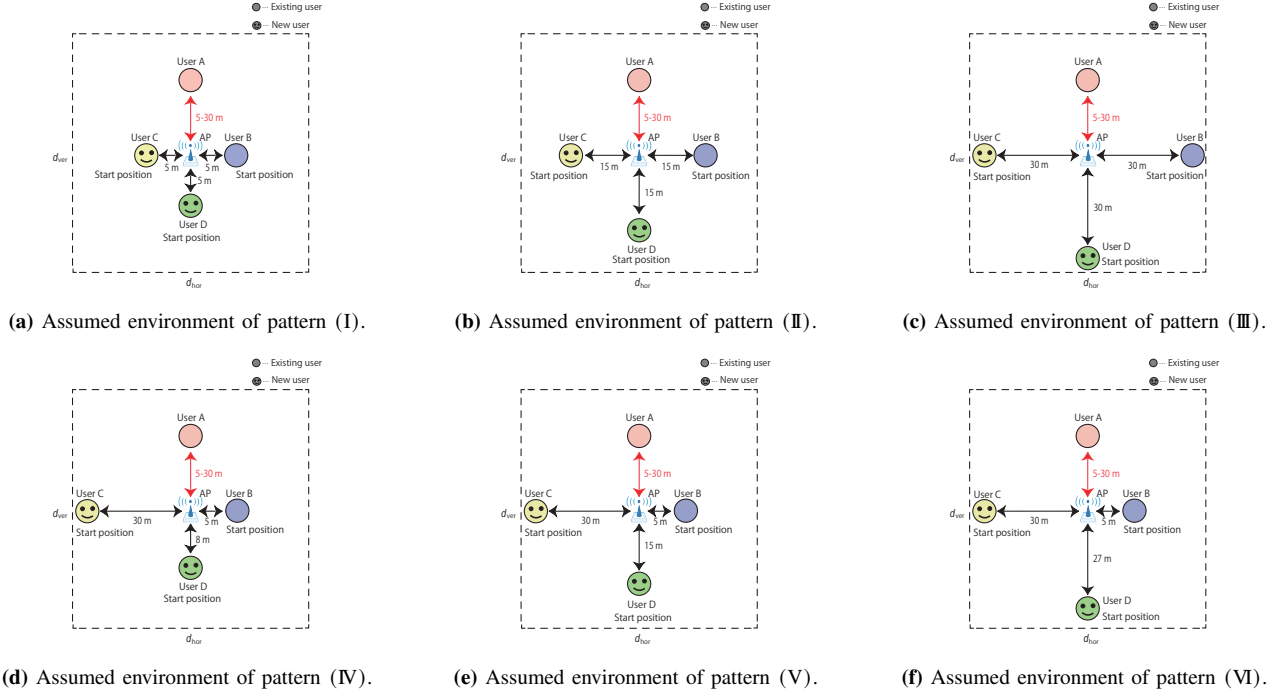 ··· Existing user
··· New user
User A
5-30 m
User C
AP
User B
d_ver
5 m
5 m
Start position
Start position
5 m
User D
Start position
d_hor
(a) Assumed environment of pattern (Ⅰ).
··· Existing user
··· New user
User A
5-30 m
User C
AP
User B
d_ver
15 m
15 m
Start position
Start position
15 m
User D
Start position
d_hor
(b) Assumed environment of pattern (Ⅱ).
··· Existing user
··· New user
User A
5-30 m
User C
AP
User B
d_ver
30 m
30 m
Start position
Start position
30 m
User D
Start position
d_hor
(c) Assumed environment of pattern (Ⅲ).
··· Existing user
··· New user
User A
5-30 m
User C
AP
User B
d_ver
30 m
5 m
Start position
Start position
8 m
User D
Start position
d_hor
(d) Assumed environment of pattern (Ⅳ).
··· Existing user
··· New user
User A
5-30 m
User C
AP
User B
d_ver
30 m
5 m
Start position
Start position
15 m
User D
Start position
d_hor
(e) Assumed environment of pattern (Ⅴ).
··· Existing user
··· New user
User A
5-30 m
User C
AP
User B
d_ver
30 m
5 m
Start position
Start position
27 m
User D
Start position
d_hor
(f) Assumed environment of pattern (Ⅵ).